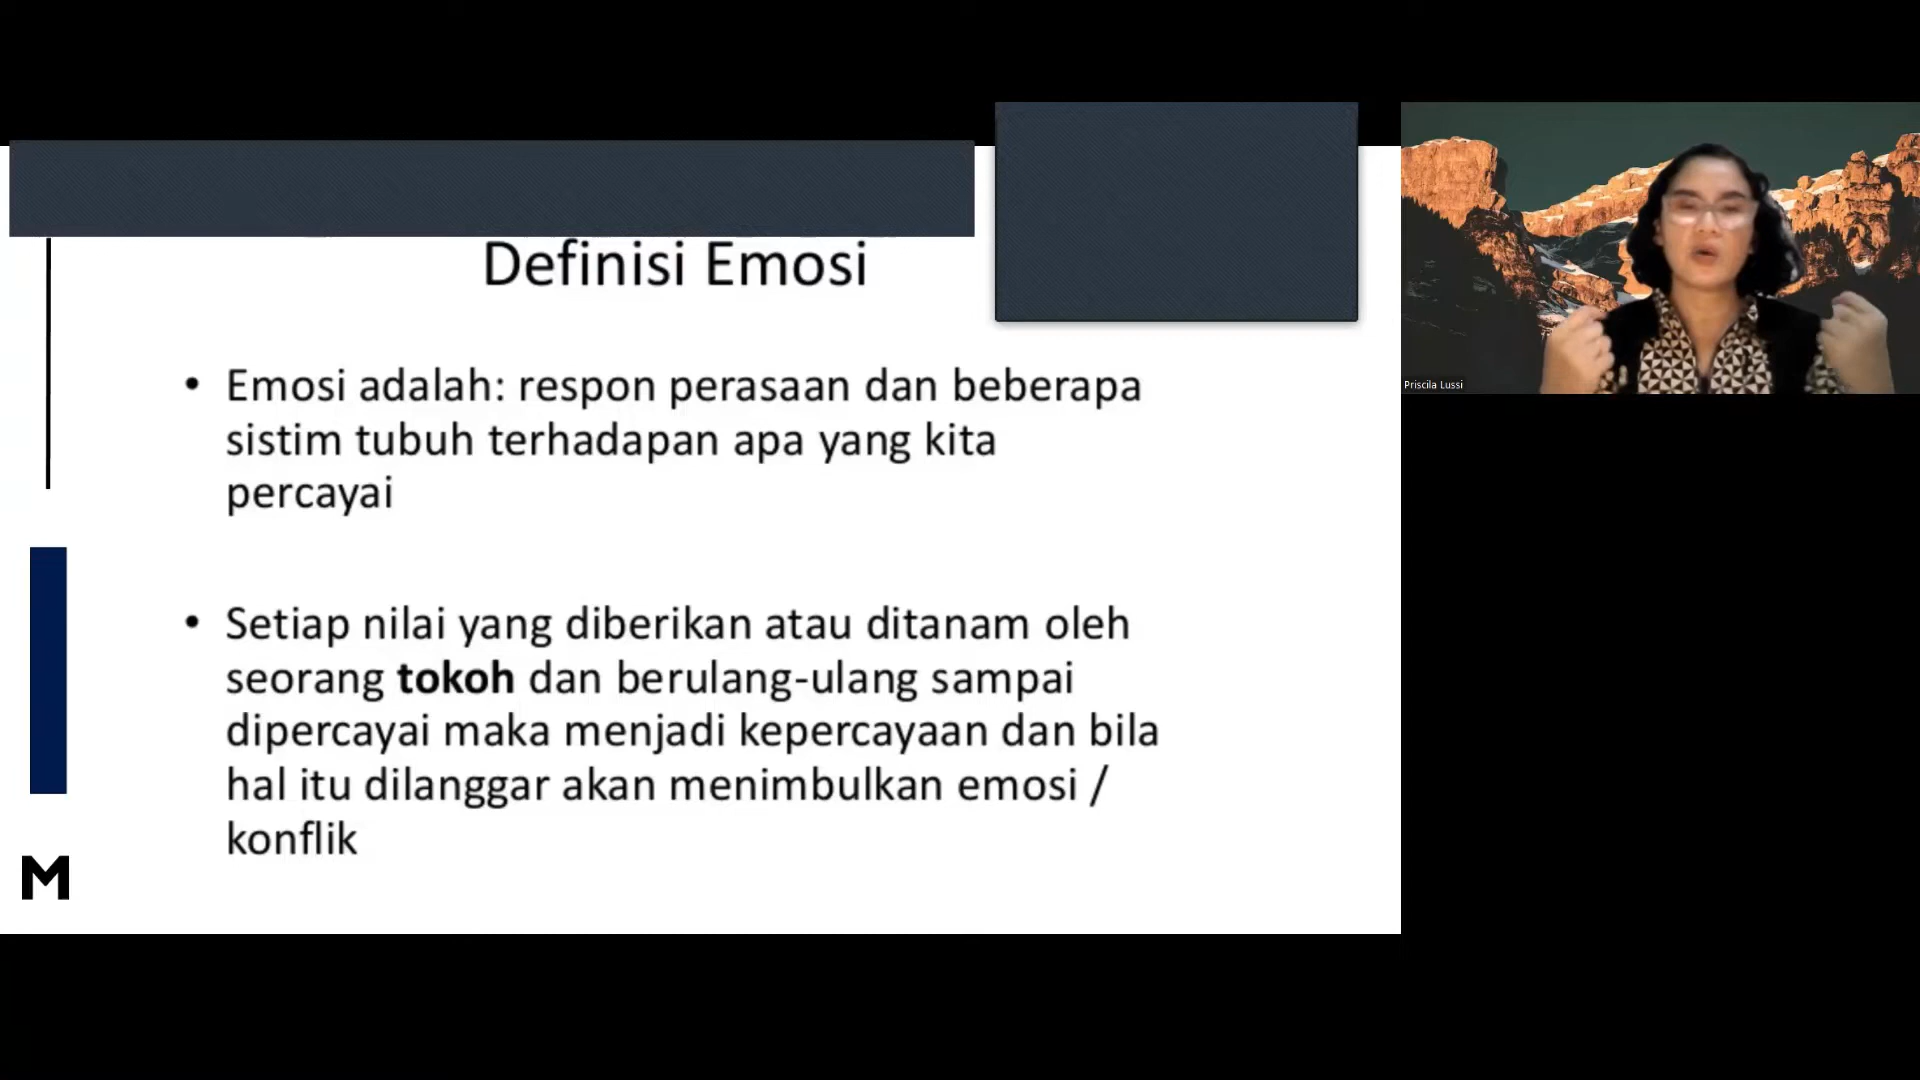 Definisi Emosi
• Emosi adalah: respon perasaan dan beberapa
sistim tubuh terhadapan apa yang kita
percayai
• Setiap nilai yang diberikan atau ditanam oleh
seorang tokoh dan berulang-ulang sampai
dipercayai maka menjadi kepercayaan dan bila
hal itu dilanggar akan menimbulkan emosi /
konflik
M
Priscila Lussi